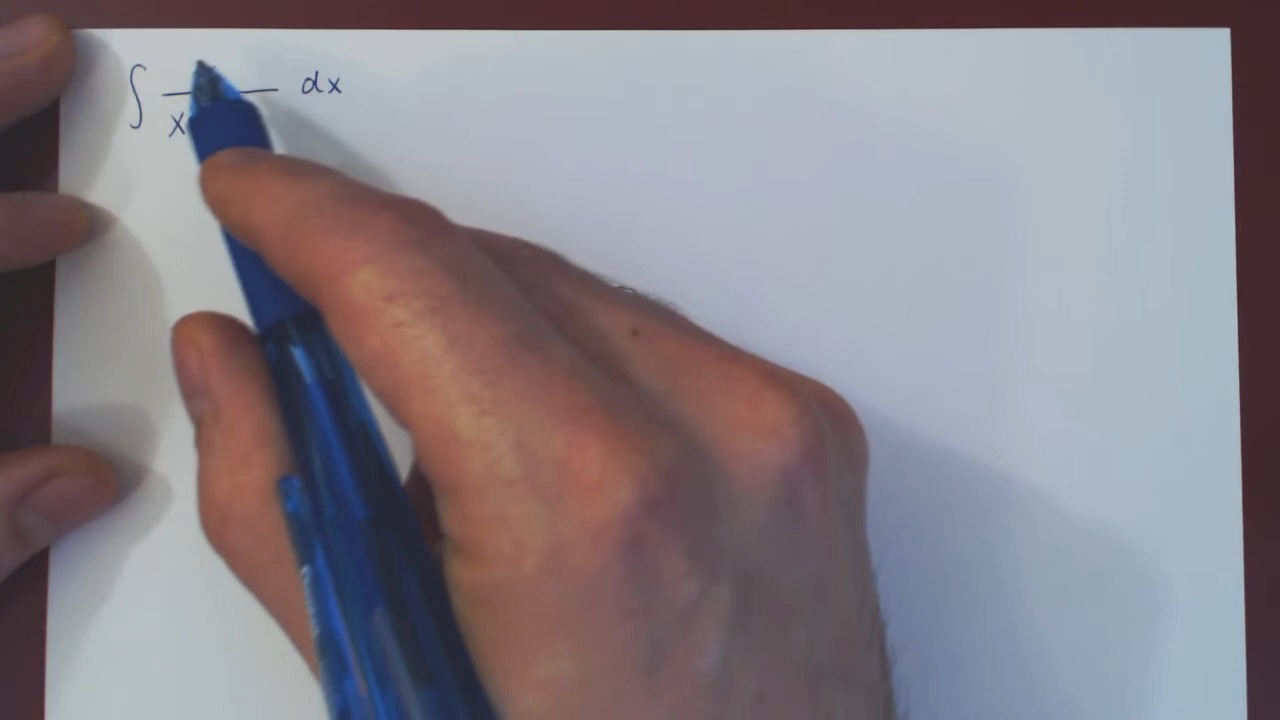 ∫ — dx
x